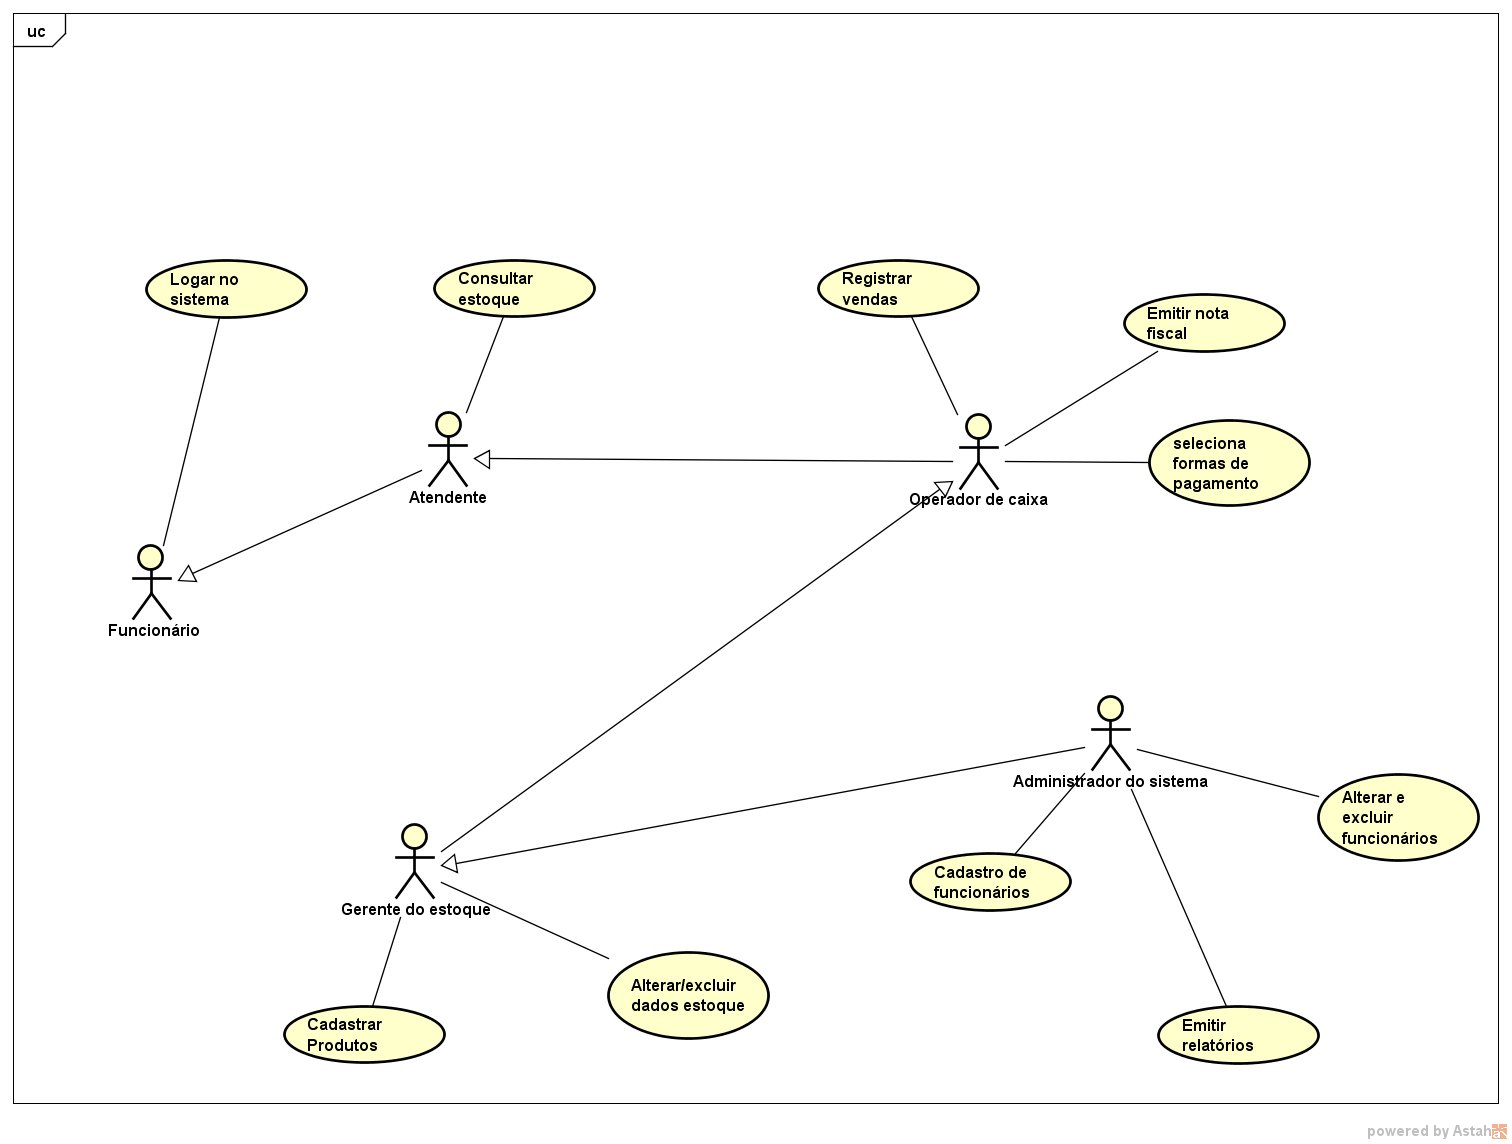 uc
Logar no
sistema
Consultar
estoque
Registrar
vendas
Emitir nota
fiscal
seleciona
formas de
pagamento
Atendente
Operador de caixa
Funcionário
Administrador do sistema
Alterar e
excluir
funcionários
Cadastro de
funcionários
Gerente do estoque
Alterar/excluir
dados estoque
Cadastrar
Produtos
Emitir
relatórios
powered by Astah